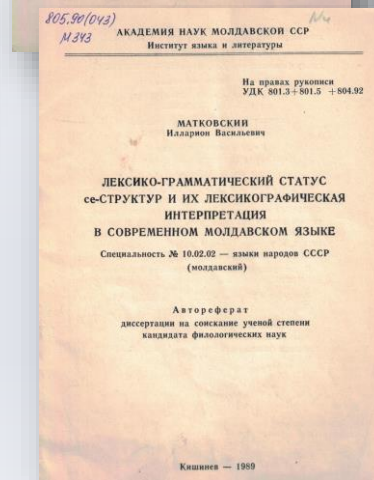 805.90(043)
М343
АКАДЕМИЯ НАУК МОЛДАВСКОЙ ССР
Институт языка и литературы
На правах рукописи
УДК 801.3+801.5 +804.92
МАТКОВСКИЙ
Илларион Васильевич
ЛЕКСИКО-ГРАММАТИЧЕСКИЙ СТАТУС
се-СТРУКТУР И ИХ ЛЕКСИКОГРАФИЧЕСКАЯ
ИНТЕРПРЕТАЦИЯ
В СОВРЕМЕННОМ МОЛДАВСКОМ ЯЗЫКЕ
Специальность № 10.02.02 — языки народов СССР
(молдавский)
Автореферат
диссертации на соискание ученой степени
кандидата филологических наук
Кишинев — 1989